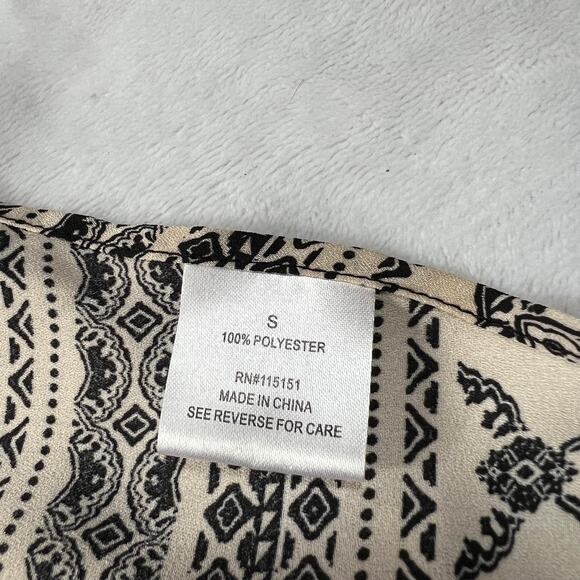 S
100% POLYESTER
RN#115151
MADE IN CHINA
SEE REVERSE FOR CARE